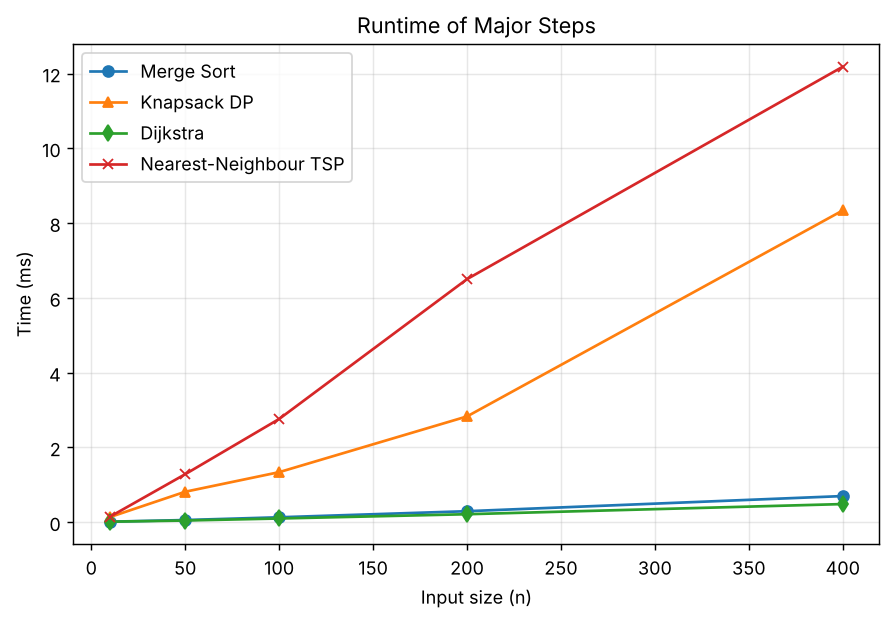 Runtime of Major Steps
Merge Sort
Knapsack DP
Dijkstra
Nearest-Neighbour TSP
Time (ms)
12
10
8
6
4
2
0
0 50 100 150 200 250 300 350 400
Input size (n)